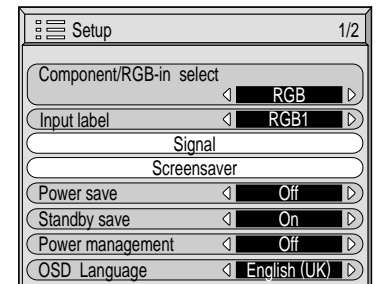 Setup 1/2
Component/RGB-in select
RGB
Input label RGB1
Signal
Screensaver
Power save Off
Standby save On
Power management Off
OSD Language English (UK)